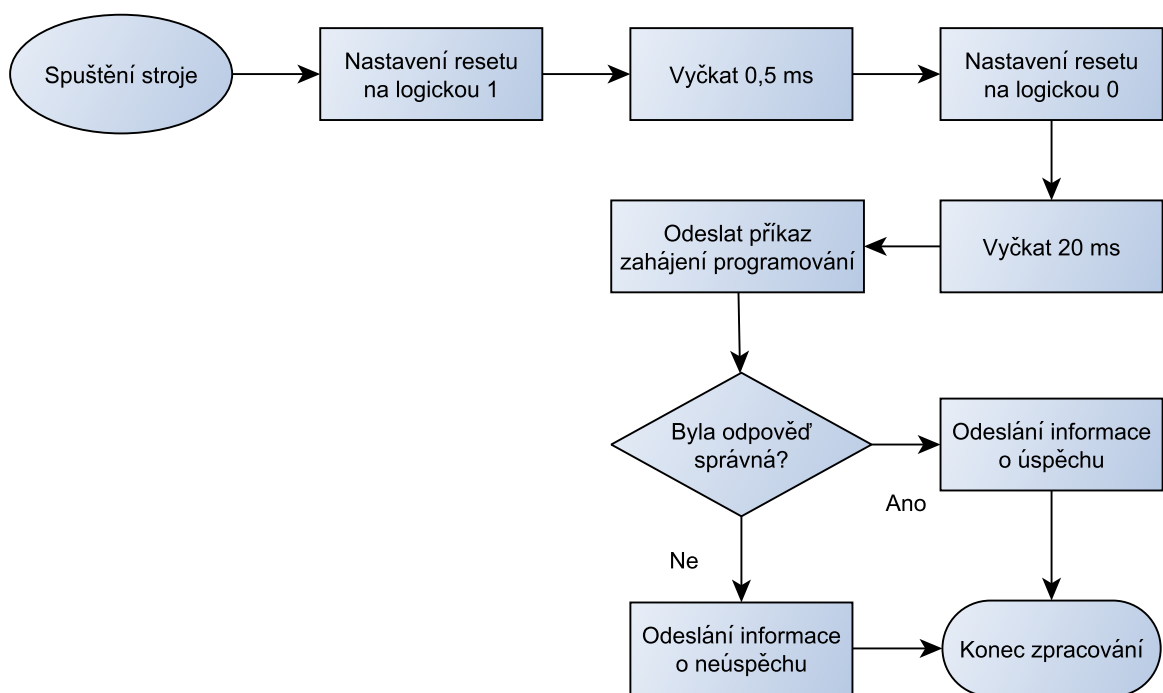 Spuštění stroje
Nastavení resetu
na logickou 1
Vyčkat 0,5 ms
Nastavení resetu
na logickou 0
Vyčkat 20 ms
Odeslat příkaz
zahájení programování
Byla odpověď
správná?
Ano
Odeslání informace
o úspěchu
Ne
Odeslání informace
o neúspěchu
Konec zpracování